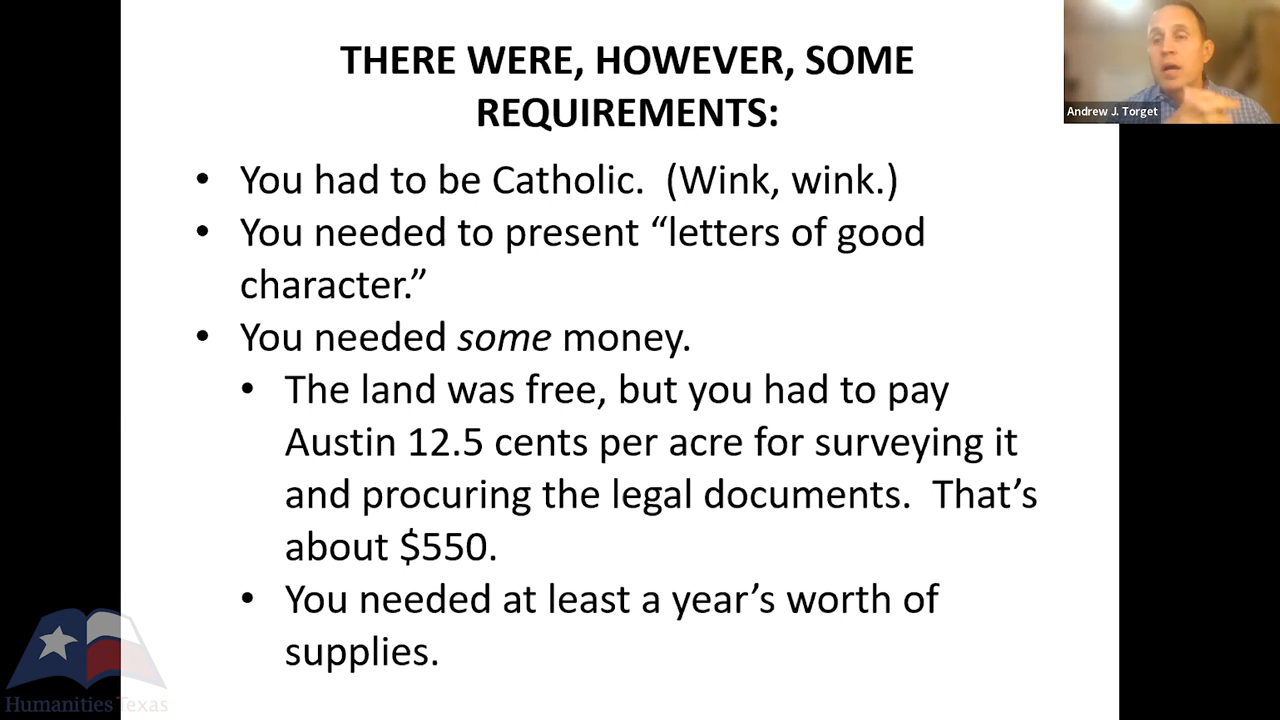 THERE WERE, HOWEVER, SOME
REQUIREMENTS:
• You had to be Catholic.  (Wink, wink.)
• You needed to present “letters of good
character.”
• You needed some money.
• The land was free, but you had to pay
Austin 12.5 cents per acre for surveying it
and procuring the legal documents.  That’s
about $550.
• You needed at least a year’s worth of
supplies.
Andrew J. Torget
Humanities Texas